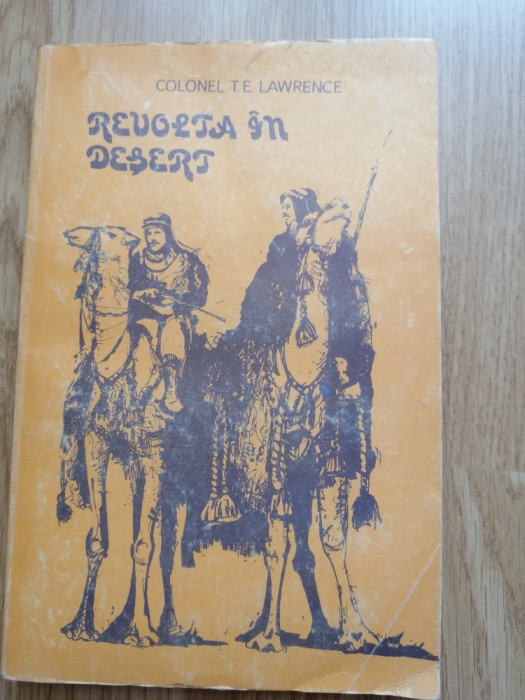 COLONEL T.E. LAWRENCE
REVOLTA ÎN
DEȘERT